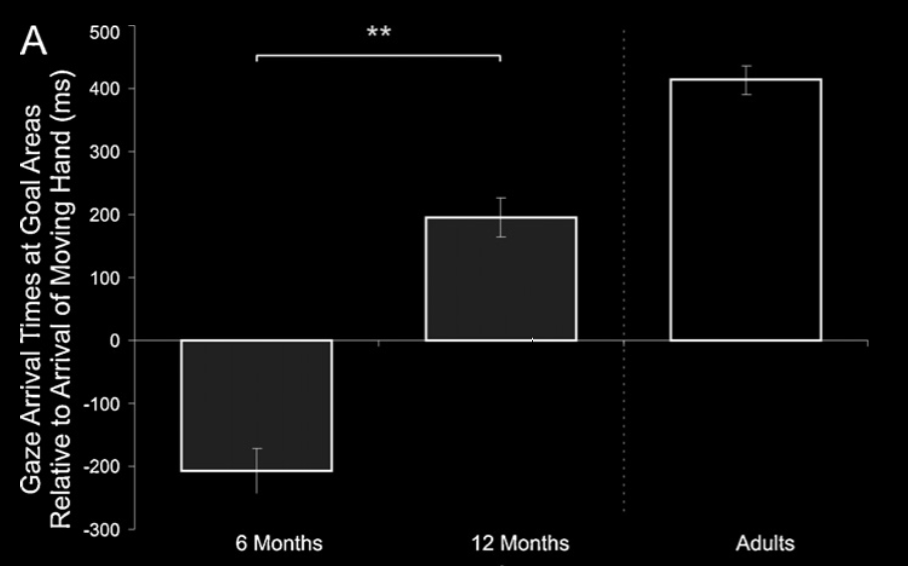 A
**
Gaze Arrival Times at Goal Areas
Relative to Arrival of Moving Hand (ms)
500
400
300
200
100
0
-100
-200
-300
6 Months
12 Months
Adults